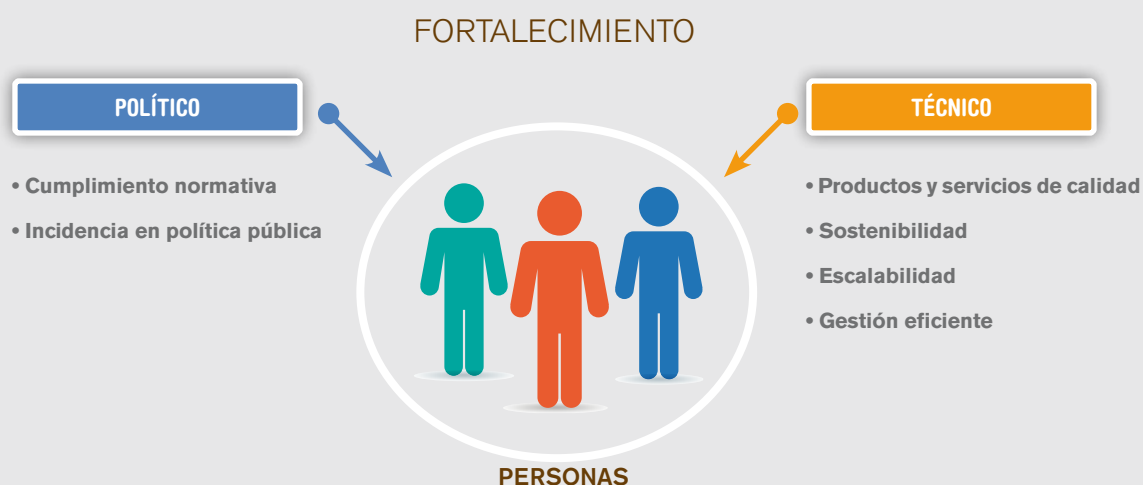 FORTALECIMIENTO
POLÍTICO
• Cumplimiento normativa
• Incidencia en política pública
TÉCNICO
• Productos y servicios de calidad
• Sostenibilidad
• Escalabilidad
• Gestión eficiente
PERSONAS